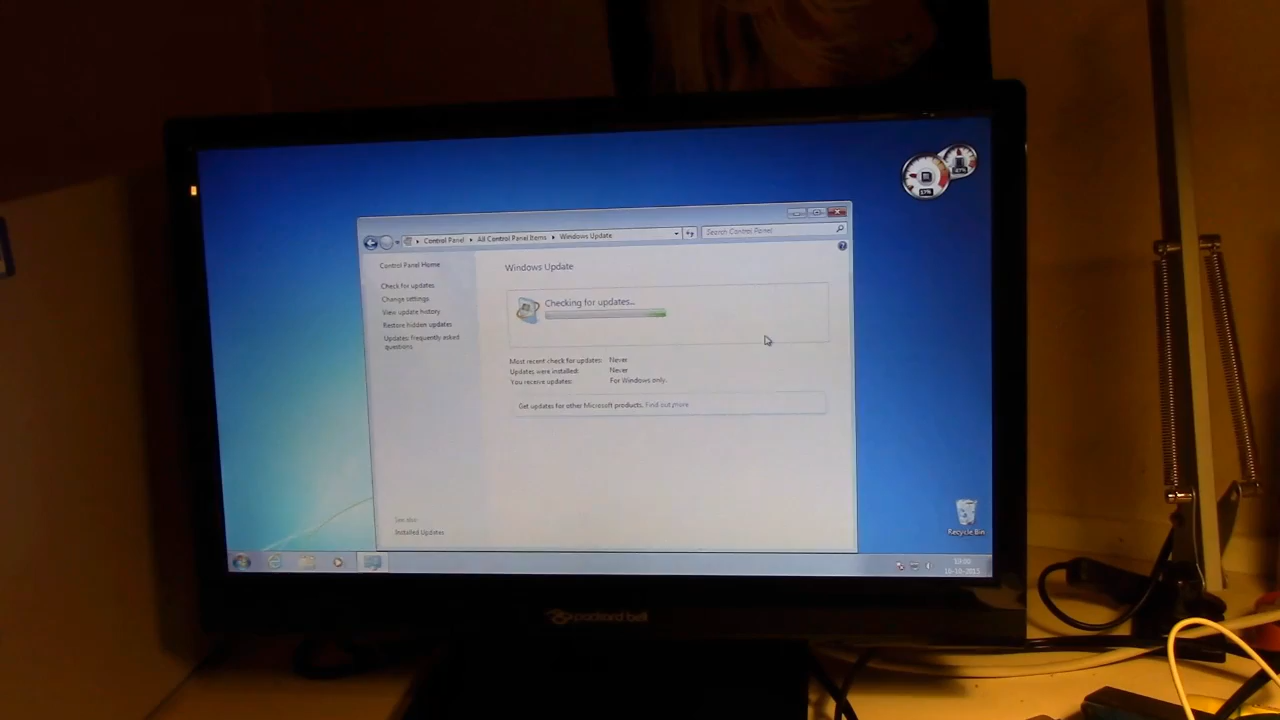 Control Panel ▸ All Control Panel Items ▸ Windows Update
Search Control Panel
Control Panel Home
Check for updates
Change settings
View update history
Restore hidden updates
Updates: frequently asked
questions
See also
Installed Updates
Windows Update
Checking for updates...
Most recent check for updates: Never
Updates were installed: Never
You receive updates: For Windows only.
Get updates for other Microsoft products. Find out more
Recycle Bin
packard bell